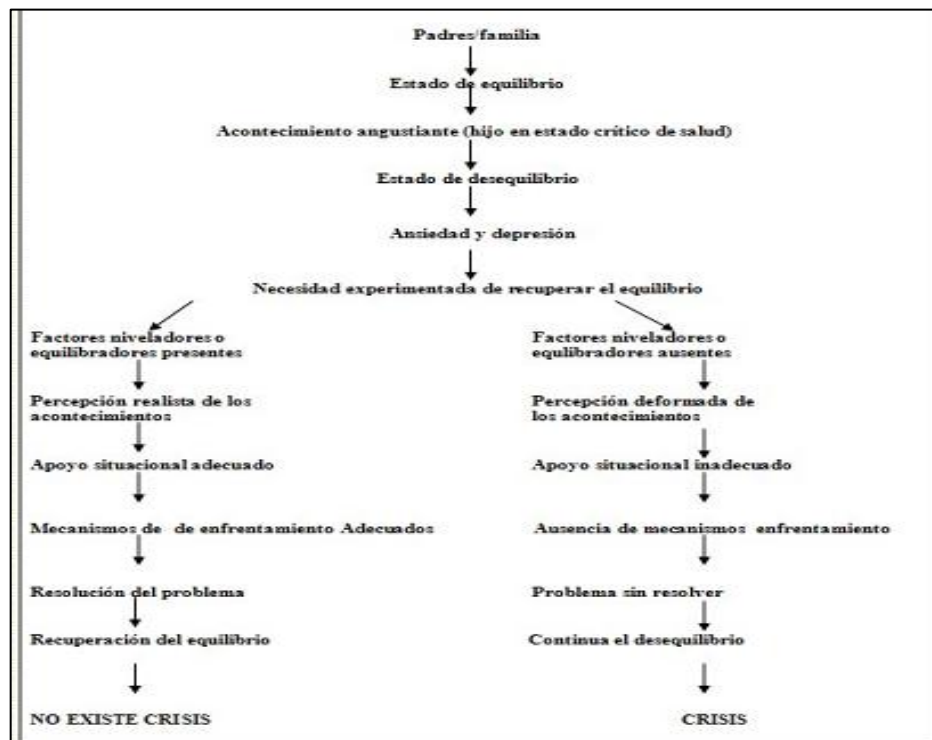 Padres/familia
Estado de equilibrio
Acontecimiento angustiante (hijo en estado crítico de salud)
Estado de desequilibrio
Ansiedad y depresión
Necesidad experimentada de recuperar el equilibrio
Factores niveladores o
equilibradores presentes
Percepción realista de los
acontecimientos
Apoyo situacional adecuado
Mecanismos de de enfrentamiento Adecuados
Resolución del problema
Recuperación del equilibrio
NO EXISTE CRISIS
Factores niveladores o
equlibradores ausentes
Percepción deformada de
los acontecimientos
Apoyo situacional inadecuado
Ausencia de mecanismos enfrentamiento
Problema sin resolver
Continua el desequilibrio
CRISIS